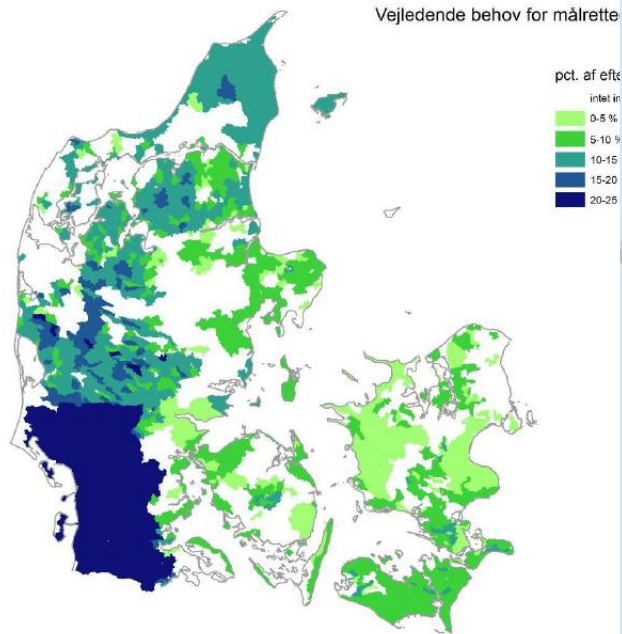 Vejledende behov for målrette
pct. af efte
intet in
0-5 %
5-10 %
10-15
15-20
20-25